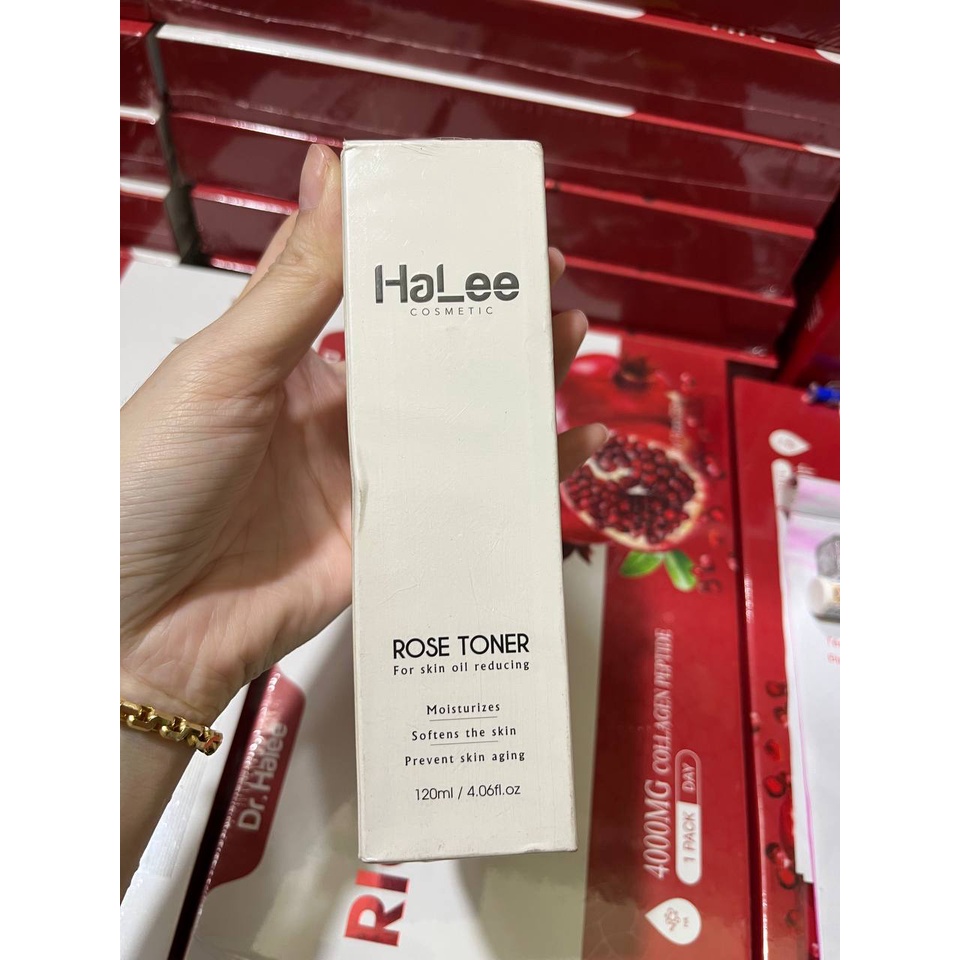 HaLee
COSMETIC
ROSE TONER
For skin oil reducing
Moisturizes
Softens the skin
Prevent skin aging
120ml / 4.06fl.oz
Dr. Halee
RI
4000MG COLLAGEN PEPTIDE
1 PACK DAY